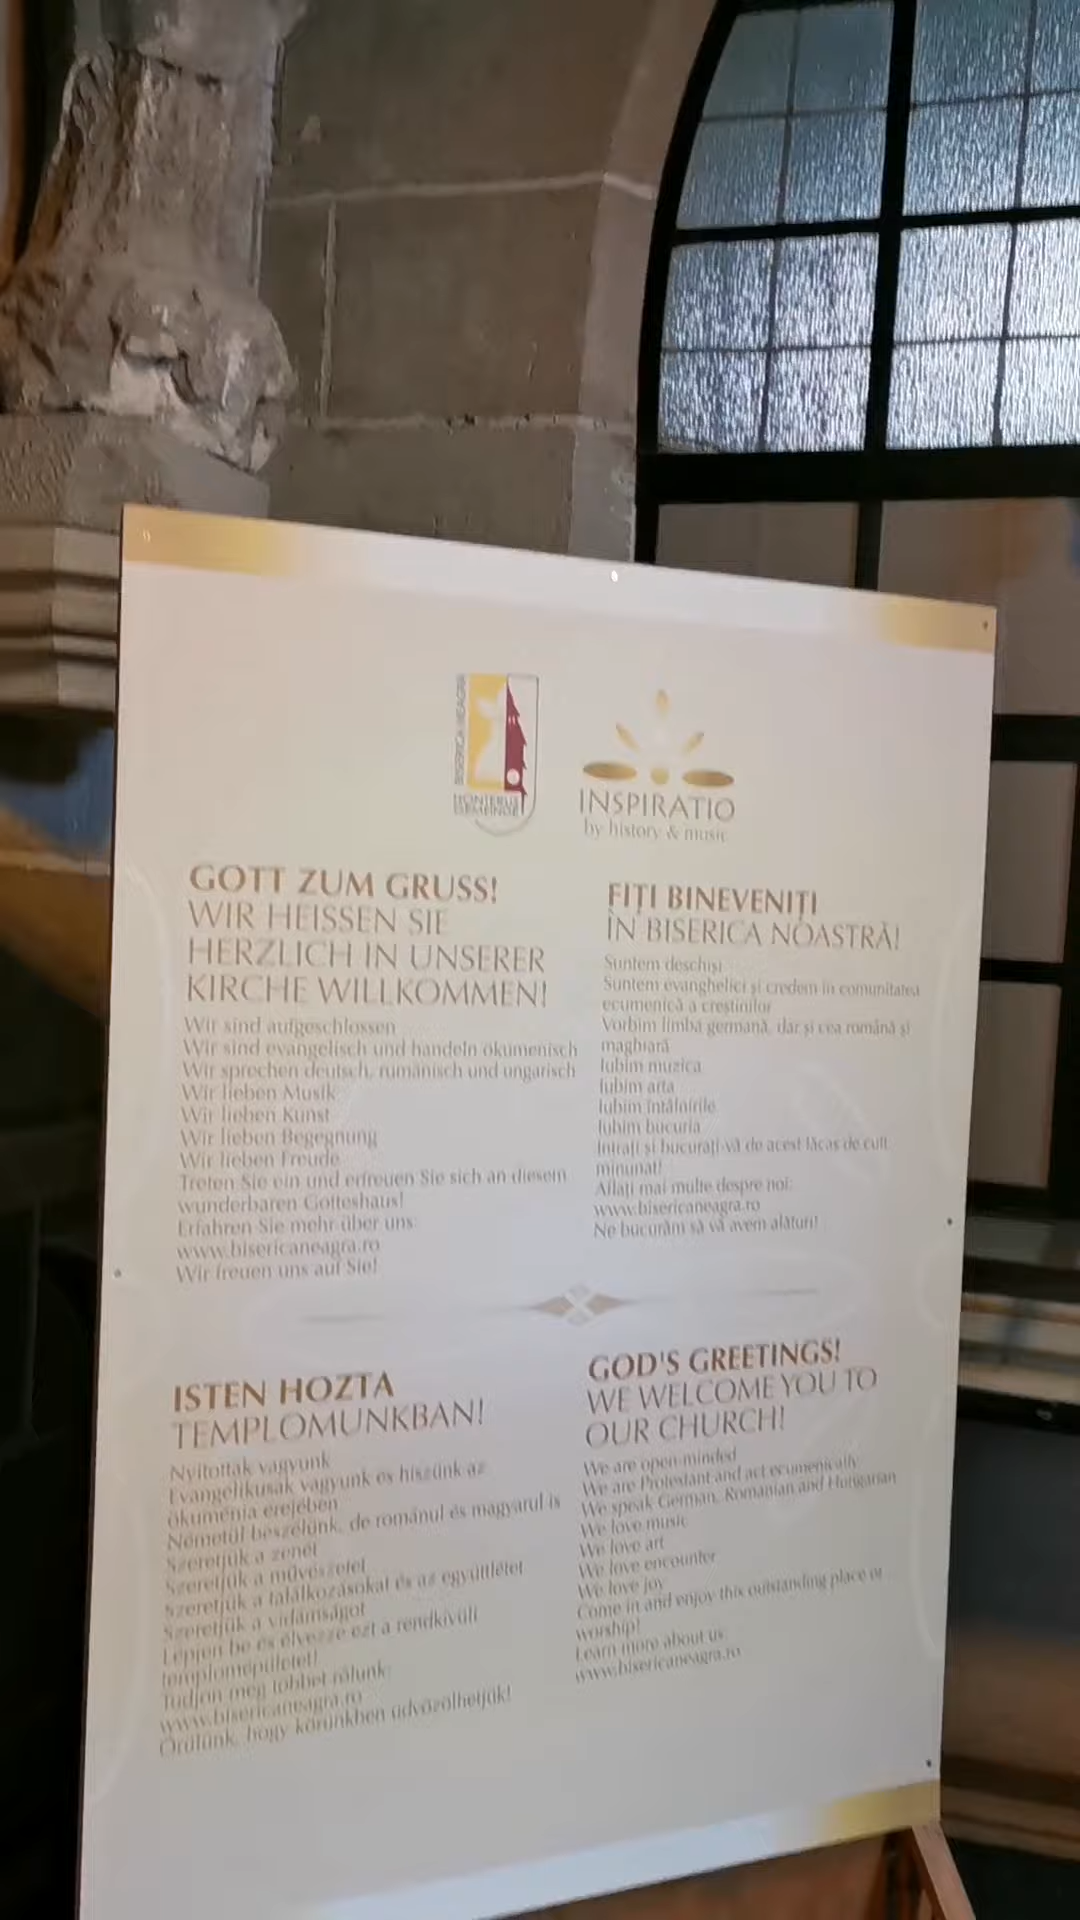 BISERICA NEAGRĂ
HONTERUS
GEMEINDE
INSPIRATIO
by history & music
GOTT ZUM GRUSS!
WIR HEISSEN SIE
HERZLICH IN UNSERER
KIRCHE WILLKOMMEN!
Wir sind aufgeschlossen
Wir sind evangelisch und handeln ökumenisch
Wir sprechen deutsch, rumänisch und ungarisch
Wir lieben Musik
Wir lieben Kunst
Wir lieben Begegnung
Wir lieben Freude
Treten Sie ein und erfreuen Sie sich an diesem
wunderbaren Gotteshaus!
Erfahren Sie mehr über uns:
www.bisericaneagra.ro
Wir freuen uns auf Sie!
FIȚI BINEVENIȚI
ÎN BISERICA NOASTRĂ!
Suntem deschiși
Suntem evanghelici și credem în comunitatea
ecumenică a creștinilor
Vorbim limba germană, dar și cea română și
maghiară
Iubim muzica
Iubim arta
Iubim întâlnirile
Iubim bucuria
Intrați și bucurați-vă de acest lăcaș de cult
minunat!
Aflați mai multe despre noi:
www.bisericaneagra.ro
Ne bucurăm să vă avem alături!
ISTEN HOZTA
TEMPLOMUNKBAN!
Nyitottak vagyunk
Evangélikusak vagyunk és hiszünk az
ökuménia erejében
Németül beszélünk, de románul és magyarul is
Szeretjük a zenét
Szeretjük a művészetet
Szeretjük a találkozásokat és az együttlétet
Szeretjük a vidámságot
Lépjen be és élvezze ezt a rendkívüli
templomépületet!
Tudjon meg többet rólunk:
www.bisericaneagra.ro
Örülünk, hogy körünkben üdvözölhetjük!
GOD'S GREETINGS!
WE WELCOME YOU TO
OUR CHURCH!
We are open-minded
We are Protestant and act ecumenically
We speak German, Romanian and Hungarian
We love music
We love art
We love encounter
We love joy
Come in and enjoy this outstanding place of
worship!
Learn more about us:
www.bisericaneagra.ro